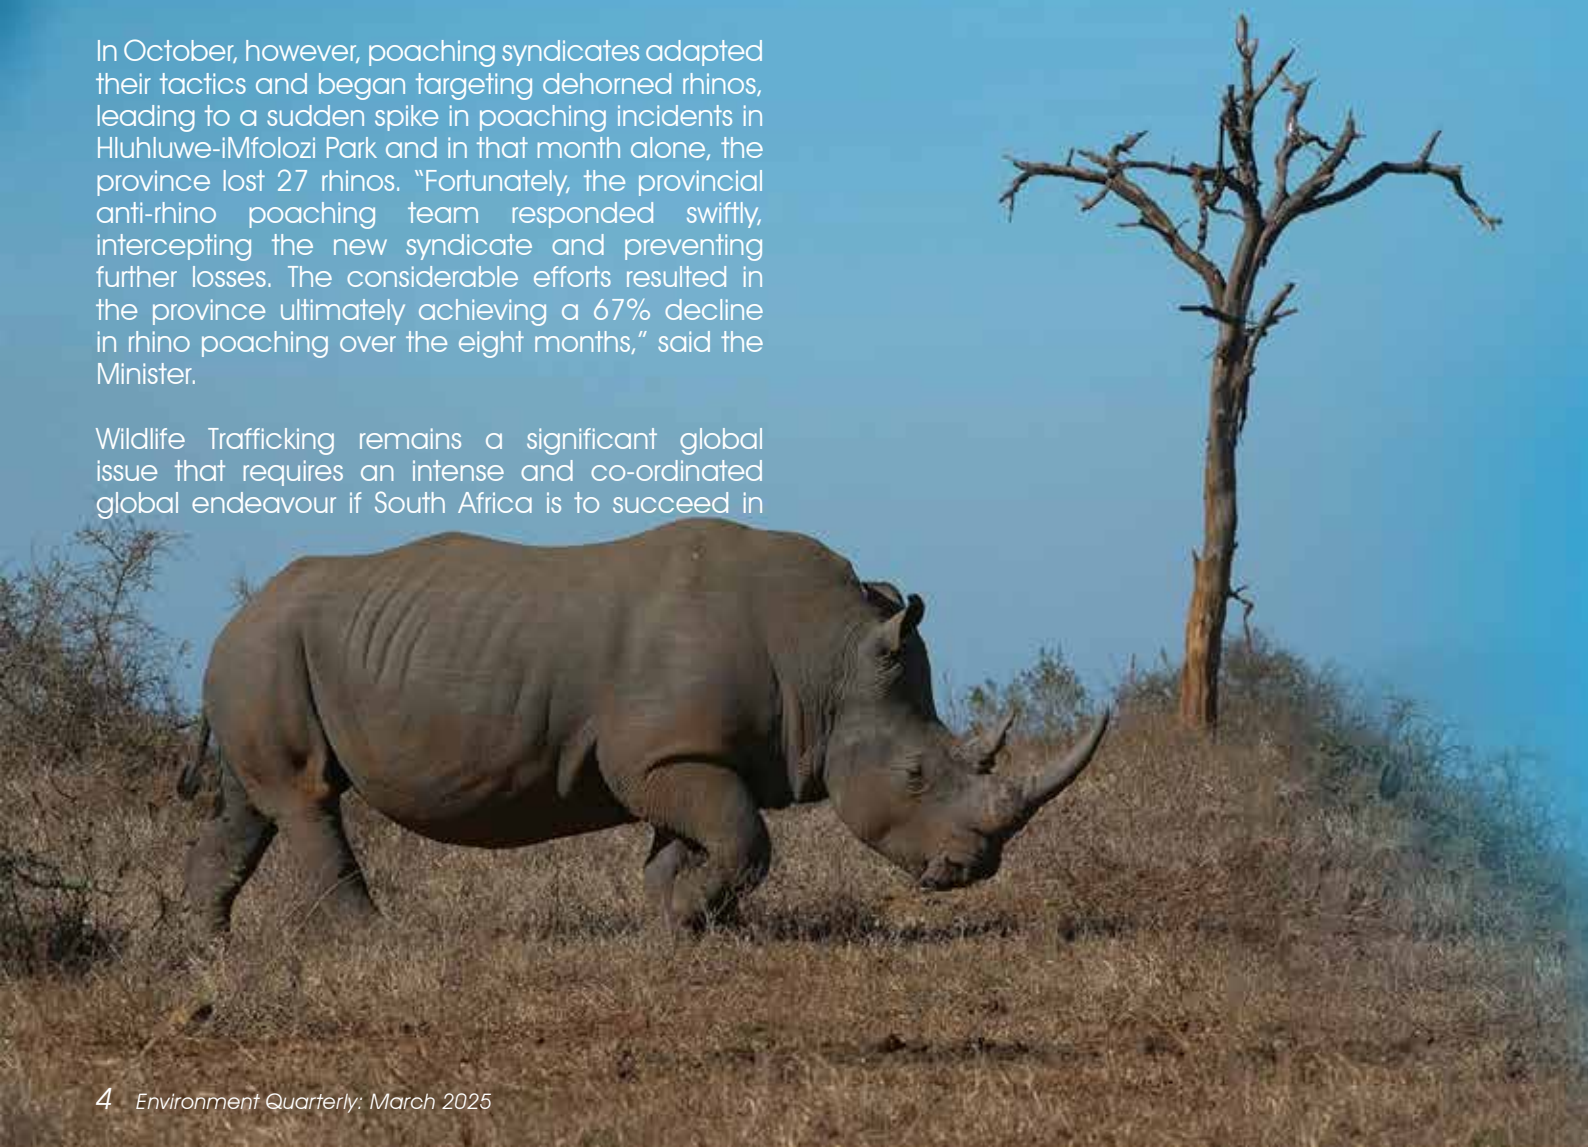 In October, however, poaching syndicates adapted
their tactics and began targeting dehorned rhinos,
leading to a sudden spike in poaching incidents in
Hluhluwe-iMfolozi Park and in that month alone, the
province lost 27 rhinos. “Fortunately, the provincial
anti-rhino poaching team responded swiftly,
intercepting the new syndicate and preventing
further losses. The considerable efforts resulted in
the province ultimately achieving a 67% decline
in rhino poaching over the eight months,” said the
Minister.
Wildlife Trafficking remains a significant global
issue that requires an intense and co-ordinated
global endeavour if South Africa is to succeed in
4 Environment Quarterly: March 2025